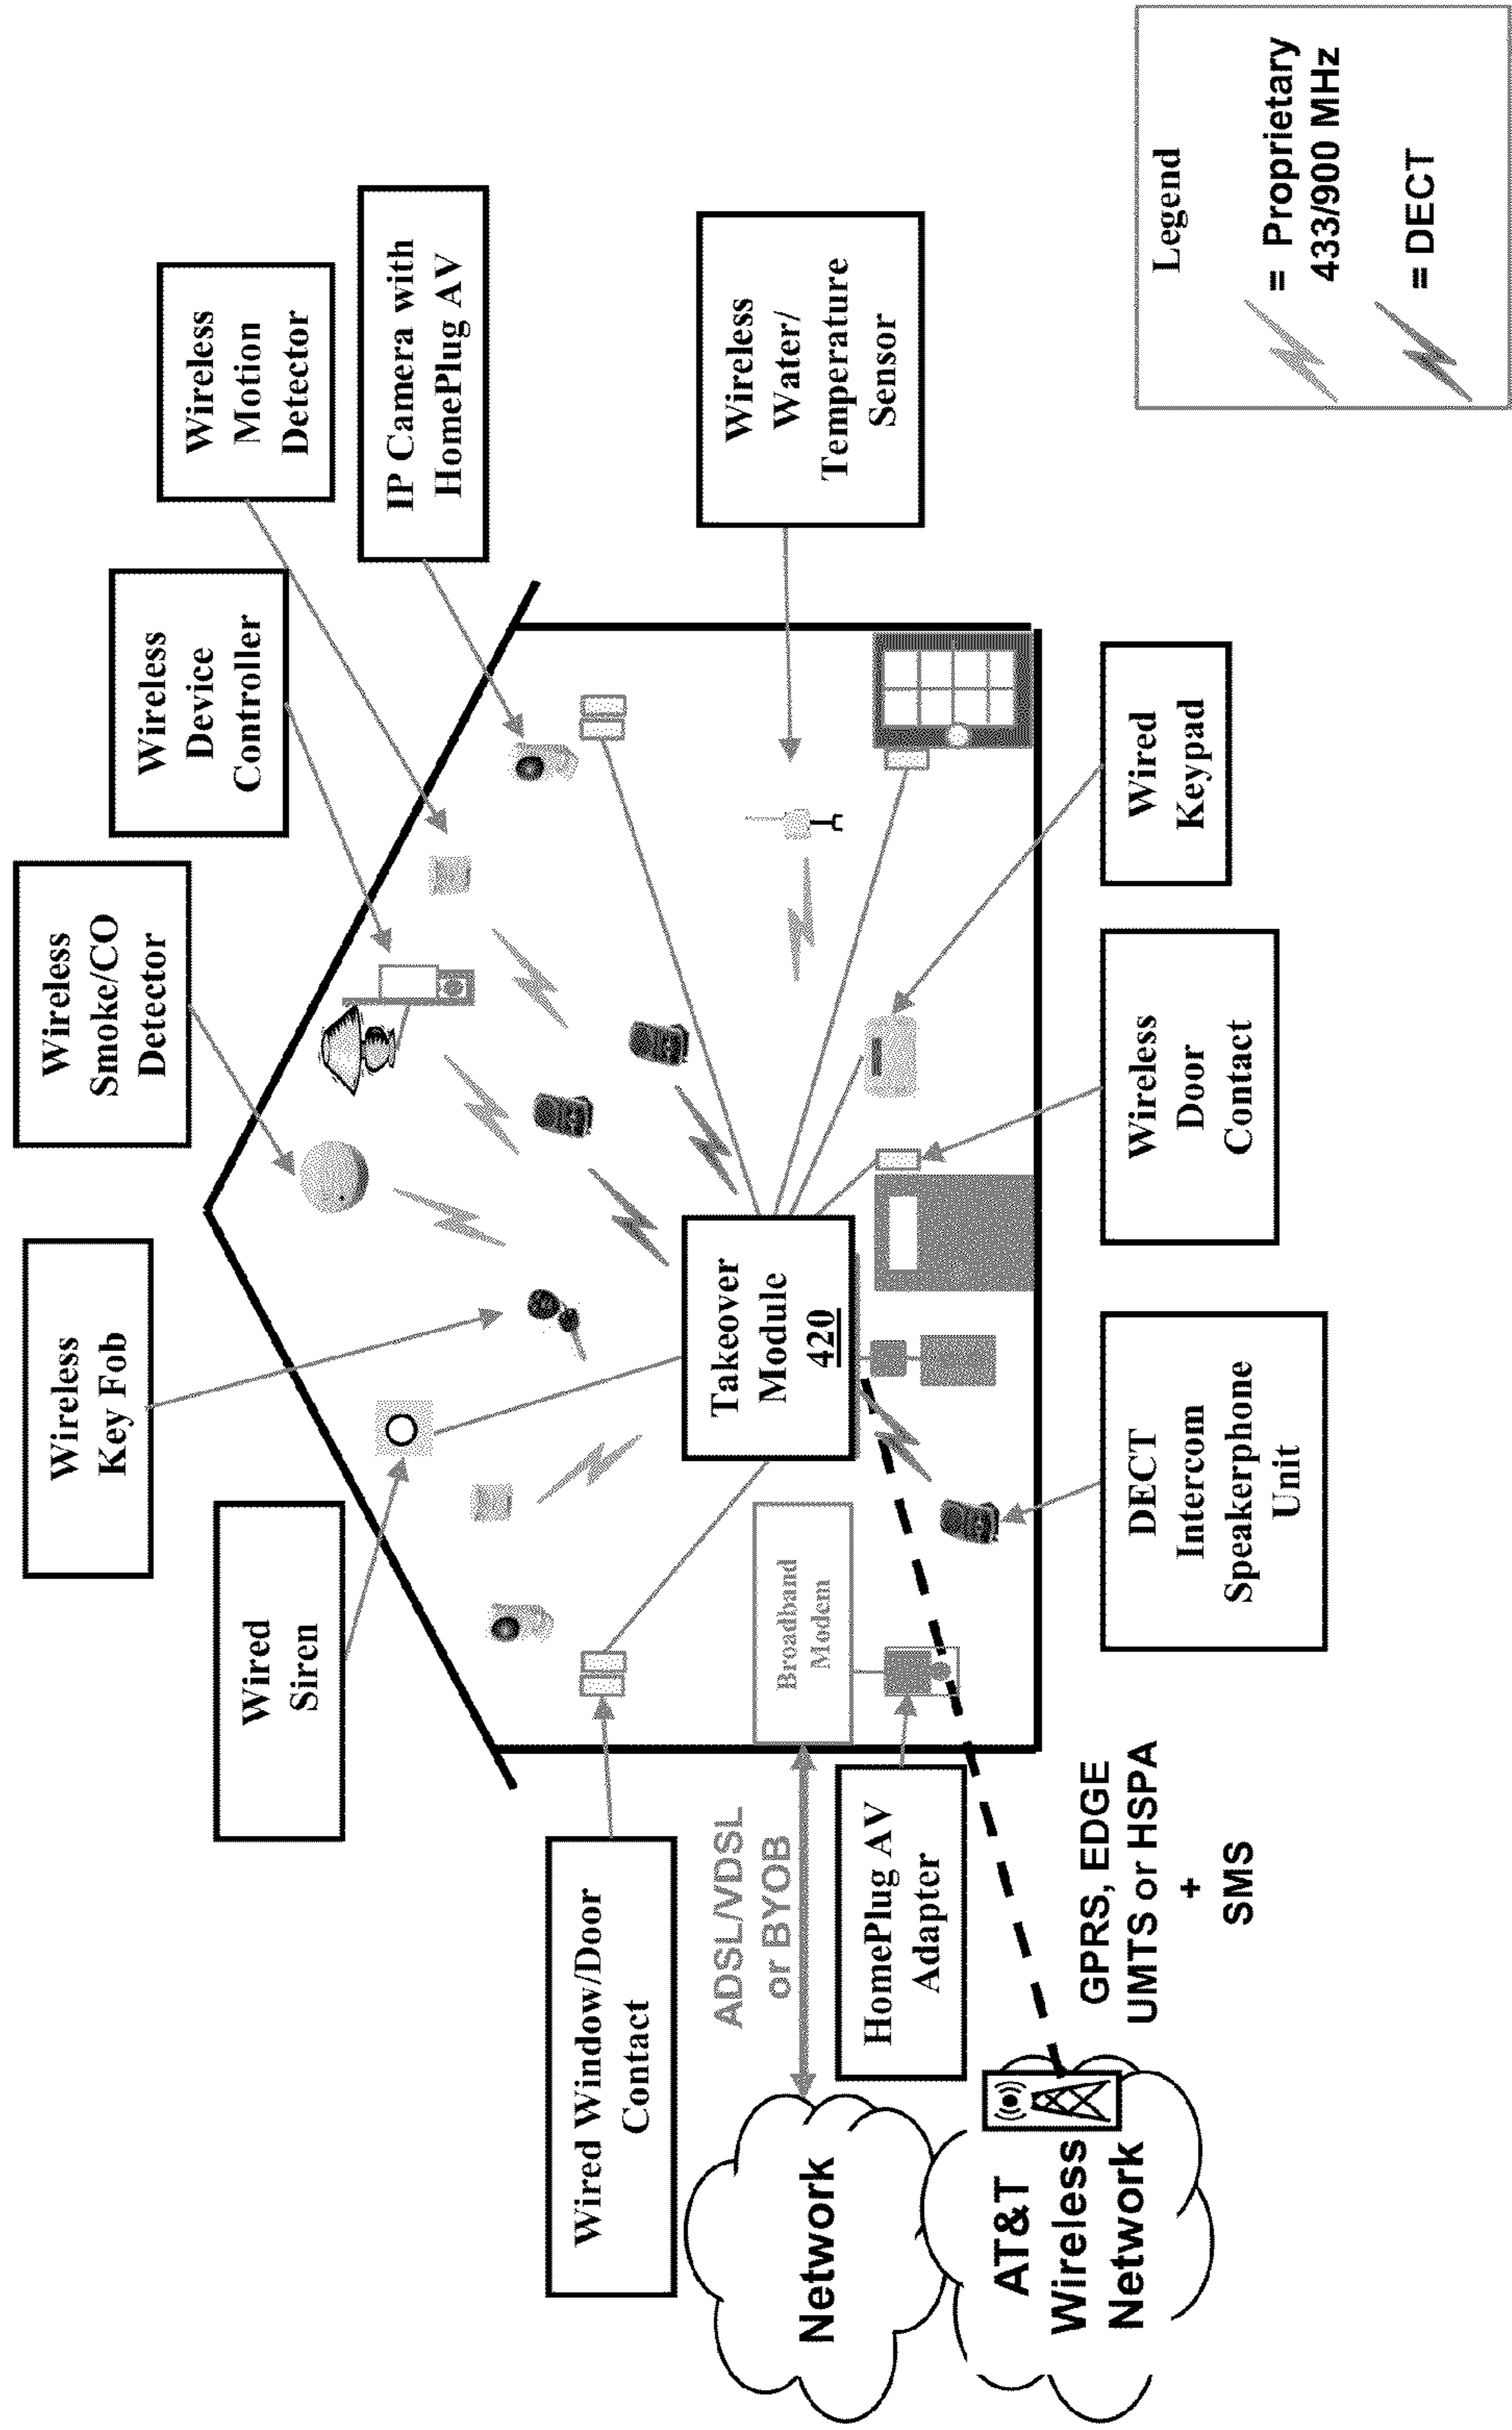 Wired
Siren
Wireless
Key Fob
Wireless
Smoke/CO
Detector
Wireless
Device
Controller
Wireless
Motion
Detector
IP Camera with
HomePlug AV
Wired Window/Door
Contact
ADSL/VDSL
or BYOB
Network
Broadband
Modem
Takeover
Module
420
Wireless
Water/
Temperature
Sensor
HomePlug AV
Adapter
AT&T
Wireless
Network
GPRS, EDGE
UMTS or HSPA
+
SMS
DECT
Intercom
Speakerphone
Unit
Wireless
Door
Contact
Wired
Keypad
Legend
= Proprietary
433/900 MHz
= DECT